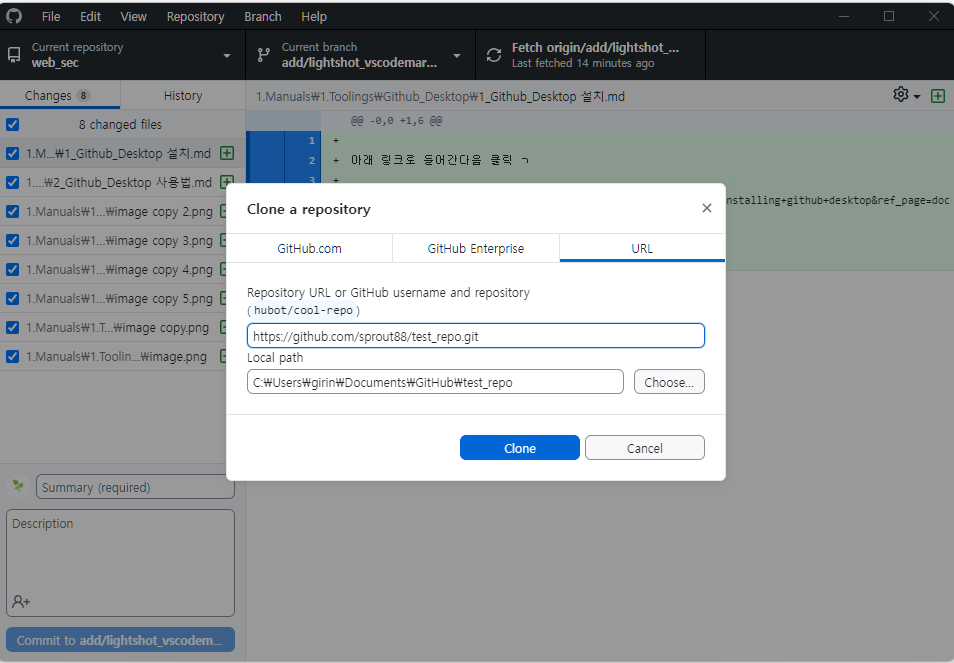 File Edit View Repository Branch Help
Current repository
web_sec
Current branch
add/lightshot_vscodemar...
Fetch origin/add/lightshot_...
Last fetched 14 minutes ago
Changes 8
History
1.Manuals₩1.Toolings₩Github_Desktop₩1_Github_Desktop 설치.md
8 changed files
@@ -0,0 +1,6 @@
1 +
1.M...₩1_Github_Desktop 설치.md
2 + 아래 링크로 들어간다음 클릭 ㄱ
3 +
1....₩2_Github_Desktop 사용법.md
nstalling+github+desktop&ref_page=doc
1.Manuals₩1...₩image copy 2.png
1.Manuals₩1...₩image copy 3.png
1.Manuals₩1...₩image copy 4.png
1.Manuals₩1...₩image copy 5.png
1.Manuals₩1.T...₩image copy.png
1.Manuals₩1.Toolin...₩image.png
Clone a repository
GitHub.com
GitHub Enterprise
URL
Repository URL or GitHub username and repository
(hubot/cool-repo)
https://github.com/sprout88/test_repo.git
Local path
C:₩Users₩girin₩Documents₩GitHub₩test_repo
Choose...
Clone
Cancel
Summary (required)
Description
Commit to add/lightshot_vscodem...